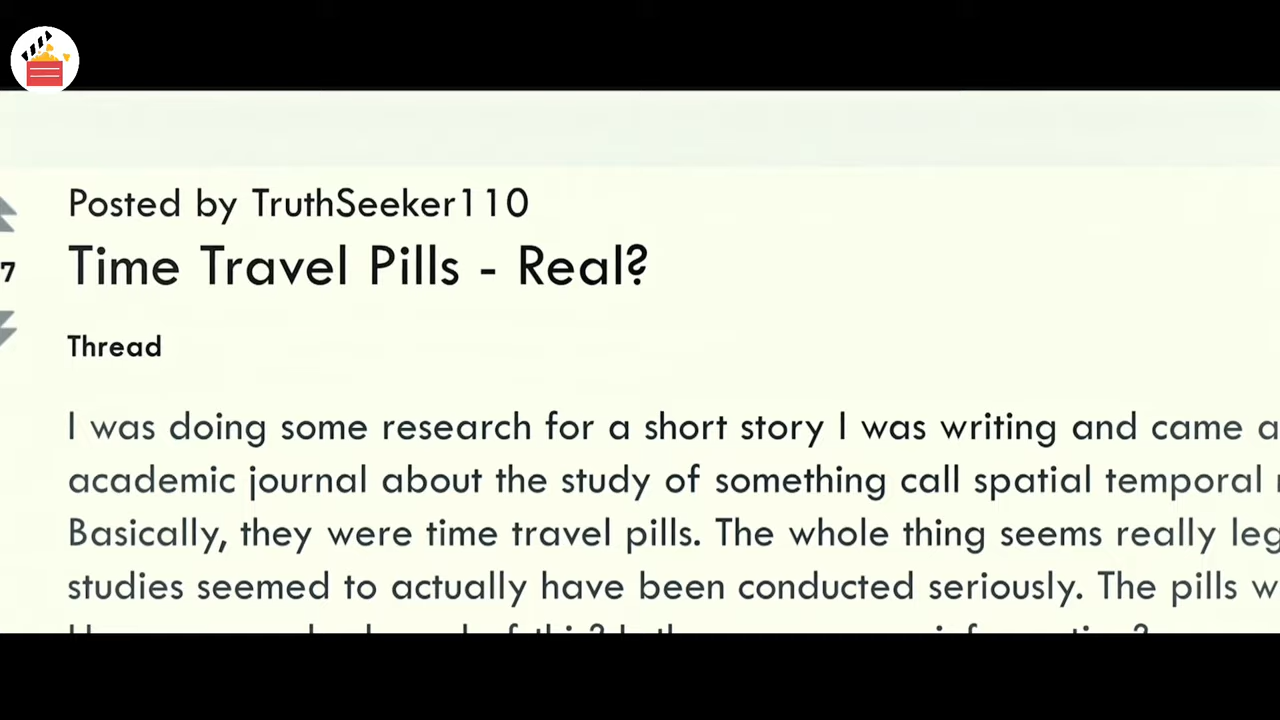 Posted by TruthSeeker110
7
Time Travel Pills - Real?
Thread
I was doing some research for a short story I was writing and came a
academic journal about the study of something call spatial temporal
Basically, they were time travel pills. The whole thing seems really leg
studies seemed to actually have been conducted seriously. The pills w